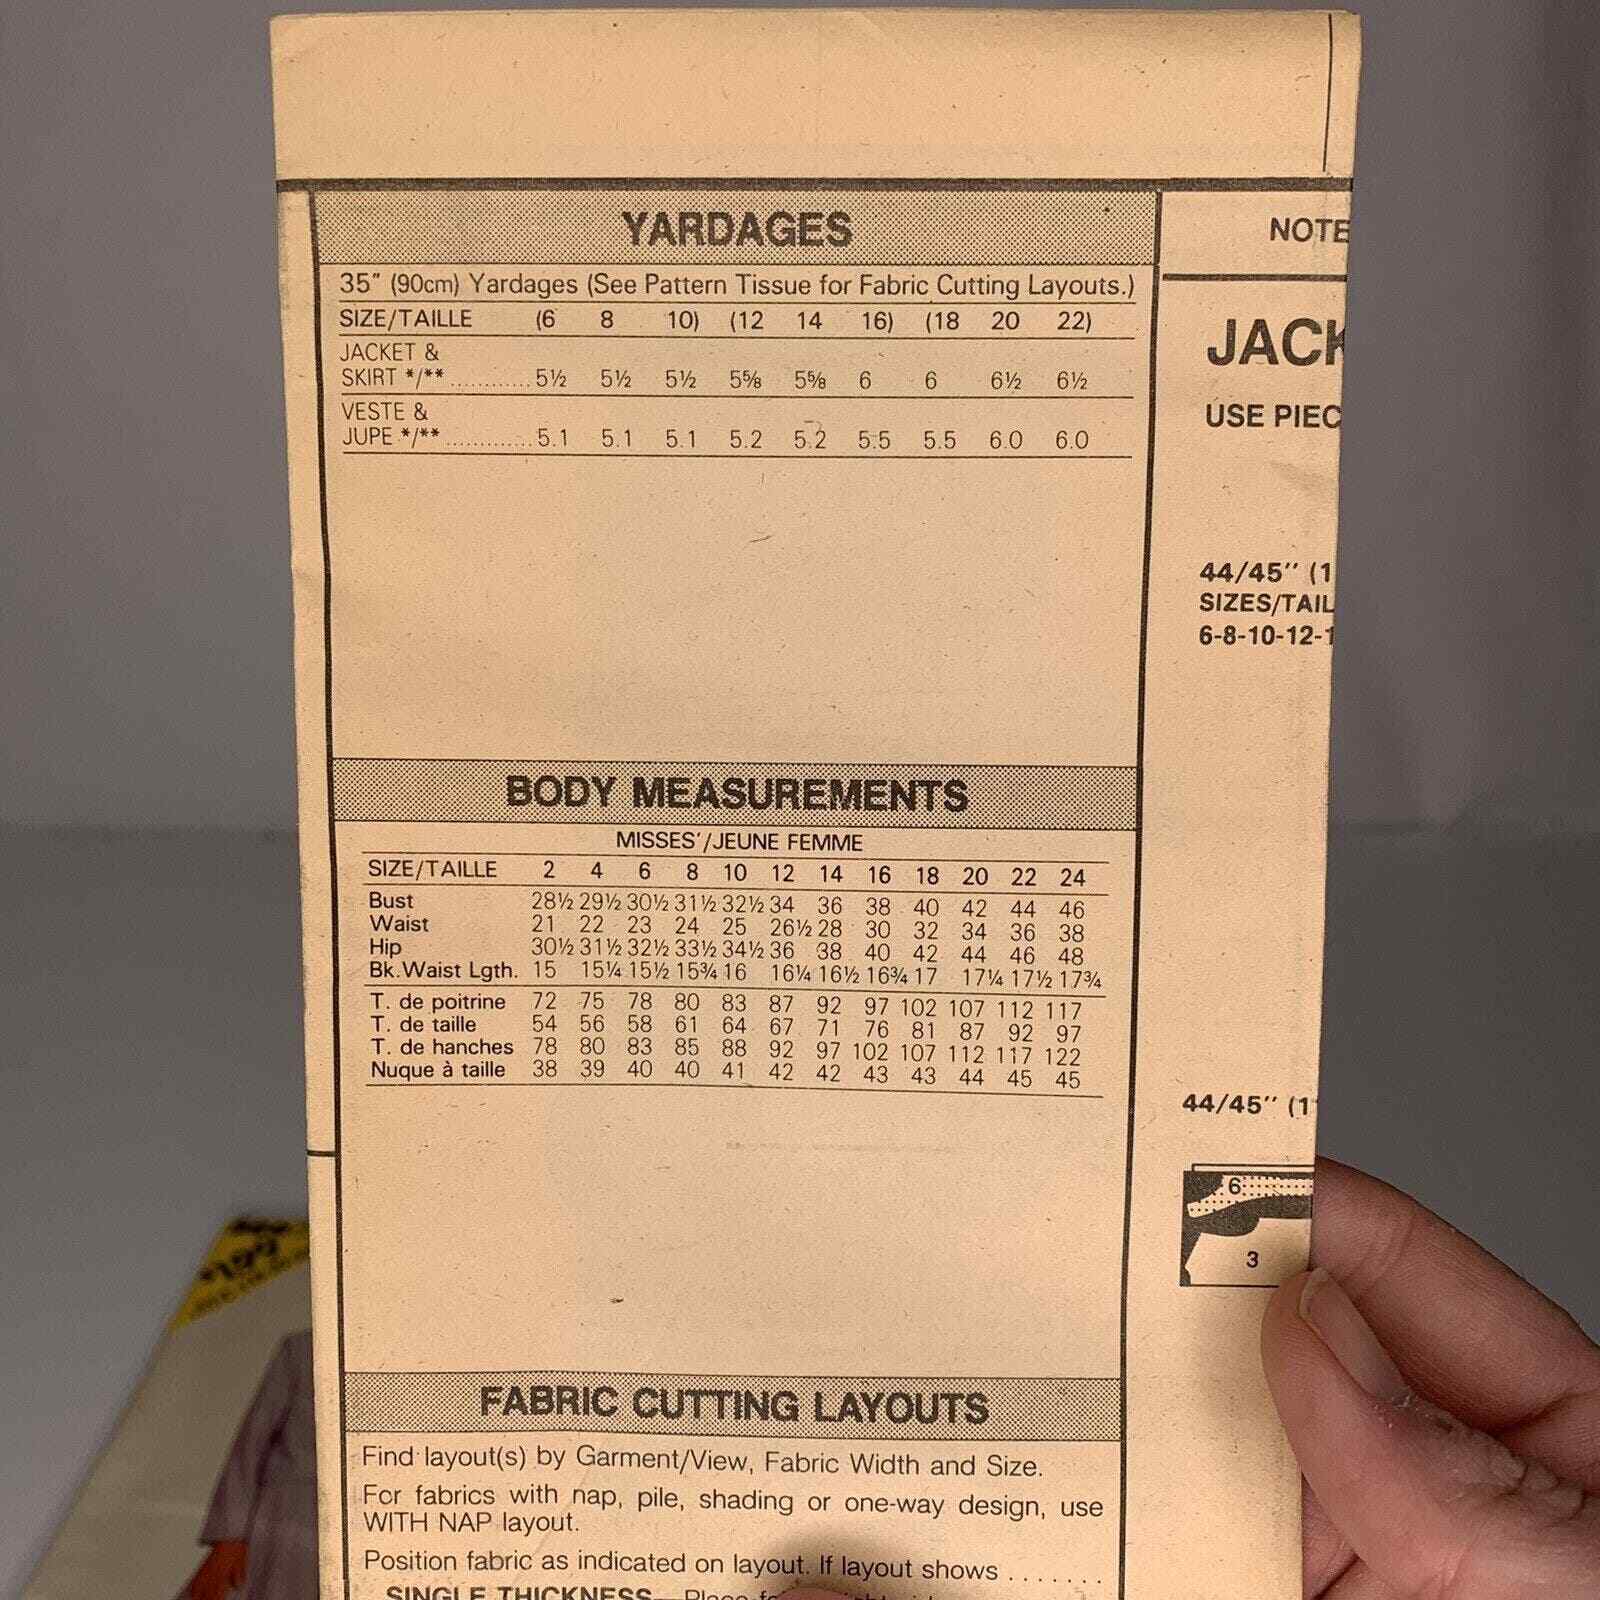 YARDAGES
35" (90cm) Yardages (See Pattern Tissue for Fabric Cutting Layouts.)
SIZE/TAILLE (6 8 10) (12 14 16) (18 20 22)
JACKET &
SKIRT */** ............ 5½ 5½ 5½ 5⅝ 5⅝ 6 6 6½ 6½
VESTE &
JUPE */** ............ 5.1 5.1 5.1 5.2 5.2 5.5 5.5 6.0 6.0
BODY MEASUREMENTS
MISSES'/JEUNE FEMME
SIZE/TAILLE 2 4 6 8 10 12 14 16 18 20 22 24
Bust 28½ 29½ 30½ 31½ 32½ 34 36 38 40 42 44 46
Waist 21 22 23 24 25 26½ 28 30 32 34 36 38
Hip 30½ 31½ 32½ 33½ 34½ 36 38 40 42 44 46 48
Bk.Waist Lgth. 15 15¼ 15½ 15¾ 16 16¼ 16½ 16¾ 17 17¼ 17½ 17¾
T. de poitrine 72 75 78 80 83 87 92 97 102 107 112 117
T. de taille 54 56 58 61 64 67 71 76 81 87 92 97
T. de hanches 78 80 83 85 88 92 97 102 107 112 117 122
Nuque à taille 38 39 40 40 41 42 42 43 43 44 45 45
FABRIC CUTTING LAYOUTS
Find layout(s) by Garment/View, Fabric Width and Size.
For fabrics with nap, pile, shading or one-way design, use
WITH NAP layout.
Position fabric as indicated on layout. If layout shows . . . . . . .
SINGLE THICKNESS—
NOTE
JACK
USE PIEC
44/45'' (1
SIZES/TAIL
6-8-10-12-1
44/45'' (1
6
3